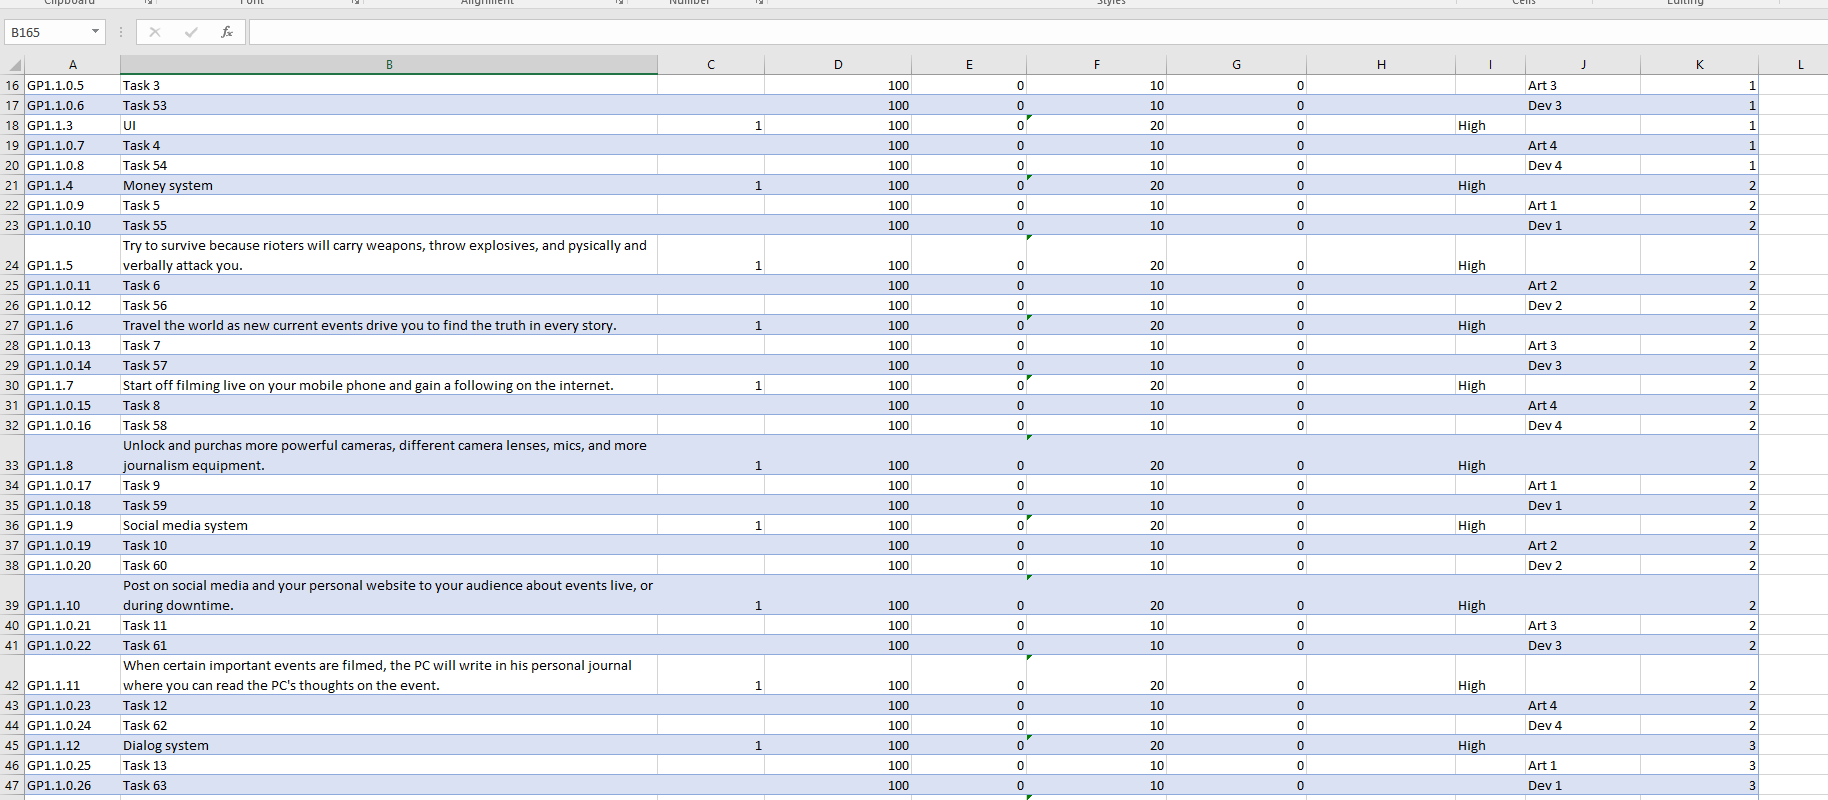 Clipboard Font Alignment Number Styles Cells Editing
B165 fx
A B C D E F G H I J K L
16 GP1.1.0.5 Task 3 100 0 10 0 Art 3 1
17 GP1.1.0.6 Task 53 100 0 10 0 Dev 3 1
18 GP1.1.3 UI 1 100 0 20 0 High 1
19 GP1.1.0.7 Task 4 100 0 10 0 Art 4 1
20 GP1.1.0.8 Task 54 100 0 10 0 Dev 4 1
21 GP1.1.4 Money system 1 100 0 20 0 High 2
22 GP1.1.0.9 Task 5 100 0 10 0 Art 1 2
23 GP1.1.0.10 Task 55 100 0 10 0 Dev 1 2
Try to survive because rioters will carry weapons, throw explosives, and pysically and
24 GP1.1.5 verbally attack you. 1 100 0 20 0 High 2
25 GP1.1.0.11 Task 6 100 0 10 0 Art 2 2
26 GP1.1.0.12 Task 56 100 0 10 0 Dev 2 2
27 GP1.1.6 Travel the world as new current events drive you to find the truth in every story. 1 100 0 20 0 High 2
28 GP1.1.0.13 Task 7 100 0 10 0 Art 3 2
29 GP1.1.0.14 Task 57 100 0 10 0 Dev 3 2
30 GP1.1.7 Start off filming live on your mobile phone and gain a following on the internet. 1 100 0 20 0 High 2
31 GP1.1.0.15 Task 8 100 0 10 0 Art 4 2
32 GP1.1.0.16 Task 58 100 0 10 0 Dev 4 2
Unlock and purchas more powerful cameras, different camera lenses, mics, and more
33 GP1.1.8 journalism equipment. 1 100 0 20 0 High 2
34 GP1.1.0.17 Task 9 100 0 10 0 Art 1 2
35 GP1.1.0.18 Task 59 100 0 10 0 Dev 1 2
36 GP1.1.9 Social media system 1 100 0 20 0 High 2
37 GP1.1.0.19 Task 10 100 0 10 0 Art 2 2
38 GP1.1.0.20 Task 60 100 0 10 0 Dev 2 2
Post on social media and your personal website to your audience about events live, or
39 GP1.1.10 during downtime. 1 100 0 20 0 High 2
40 GP1.1.0.21 Task 11 100 0 10 0 Art 3 2
41 GP1.1.0.22 Task 61 100 0 10 0 Dev 3 2
When certain important events are filmed, the PC will write in his personal journal
42 GP1.1.11 where you can read the PC's thoughts on the event. 1 100 0 20 0 High 2
43 GP1.1.0.23 Task 12 100 0 10 0 Art 4 2
44 GP1.1.0.24 Task 62 100 0 10 0 Dev 4 2
45 GP1.1.12 Dialog system 1 100 0 20 0 High 3
46 GP1.1.0.25 Task 13 100 0 10 0 Art 1 3
47 GP1.1.0.26 Task 63 100 0 10 0 Dev 1 3